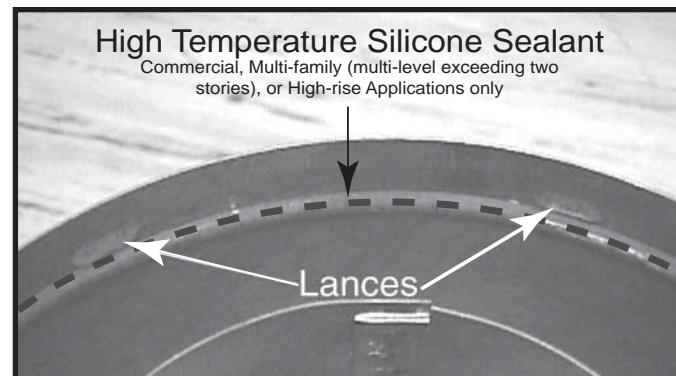 High Temperature Silicone Sealant
Commercial, Multi-family (multi-level exceeding two
stories), or High-rise Applications only
Lances